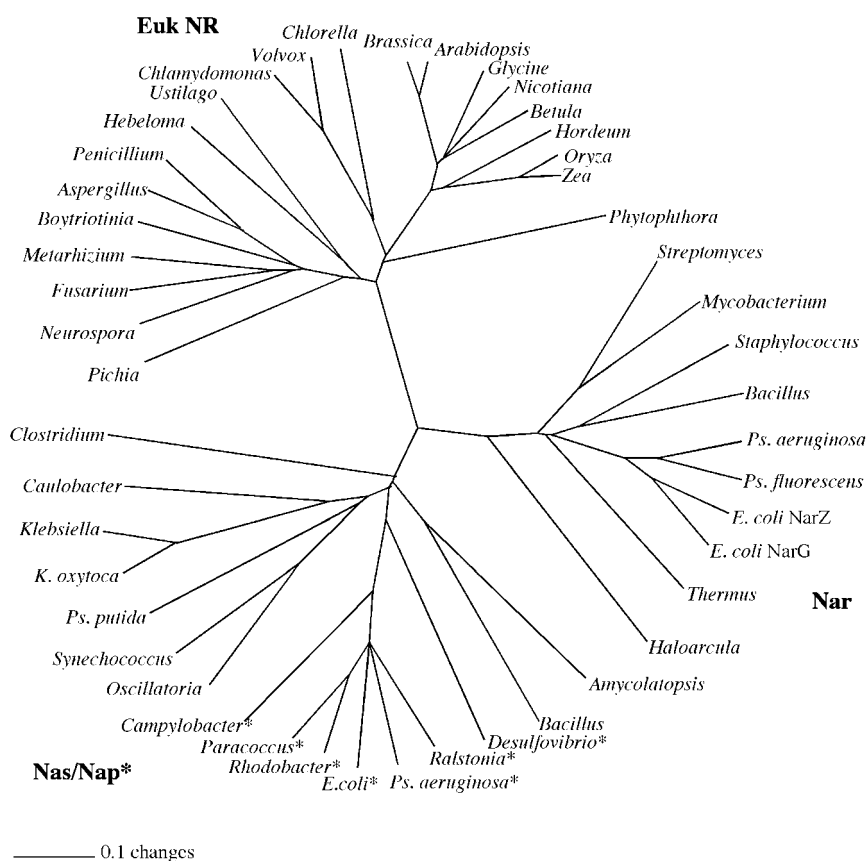 Euk NR
Chlorella
Brassica
Arabidopsis
Volvox
Glycine
Chlamydomonas
Nicotiana
Ustilago
Betula
Hebeloma
Hordeum
Penicillium
Oryza
Zea
Aspergillus
Boytriotinia
Phytophthora
Metarhizium
Streptomyces
Fusarium
Mycobacterium
Neurospora
Staphylococcus
Pichia
Bacillus
Clostridium
Ps. aeruginosa
Caulobacter
Ps. fluorescens
Klebsiella
E. coli NarZ
E. coli NarG
K. oxytoca
Thermus
Nar
Ps. putida
Haloarcula
Synechococcus
Amycolatopsis
Oscillatoria
Campylobacter*
Bacillus
Paracoccus*
Desulfovibrio*
Rhodobacter*
Ralstonia*
Nas/Nap*
E.coli*
Ps. aeruginosa*
0.1 changes